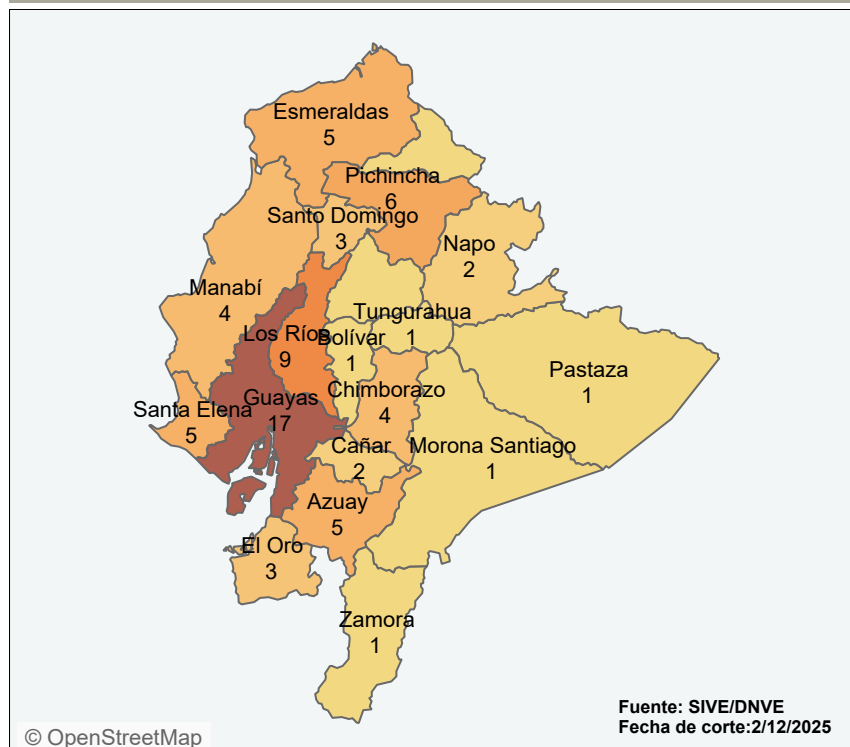 Esmeraldas
5
Pichincha
6
Santo Domingo
3
Napo
2
Manabí
4
Tungurahua
1
Los Ríos
9
Bolívar
1
Pastaza
1
Chimborazo
4
Guayas
17
Santa Elena
5
Cañar
2
Morona Santiago
1
Azuay
5
El Oro
3
Zamora
1
Fuente: SIVE/DNVE
Fecha de corte:2/12/2025
© OpenStreetMap